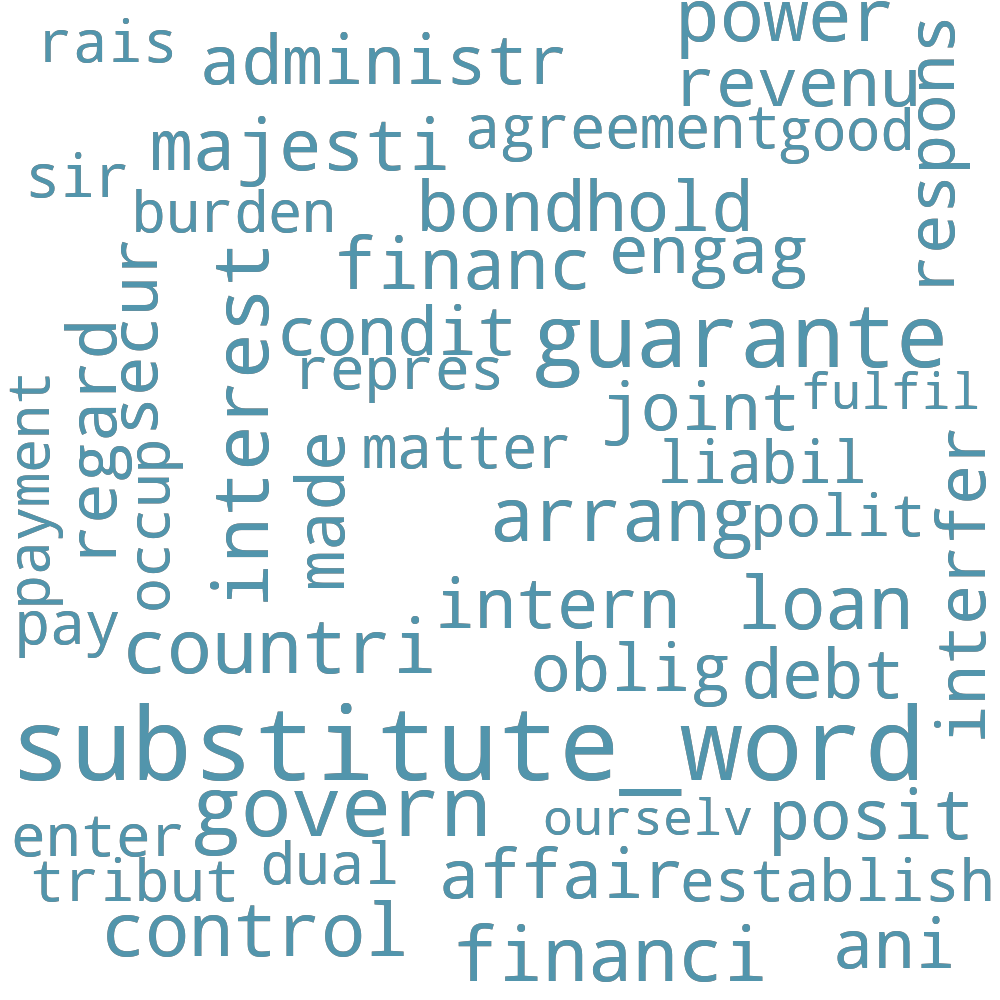 power
rais
administr
revenu
respons
agreement
good
majesti
sir
bondhold
burden
engag
financ
secur
interest
condit
guarante
regard
repres
joint
fulfil
payment
matter
made
liabil
interfer
occup
arrang
polit
intern
loan
pay
countri
oblig
debt
substitute_word
govern
ourselv
posit
enter
dual
affair
establish
tribut
control
financi
ani